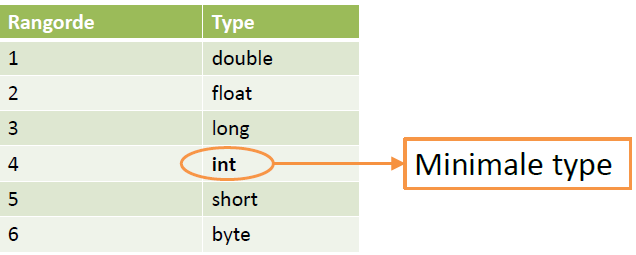 Rangorde Type
1 double
2 float
3 long
4 int
5 short
6 byte
Minimale type